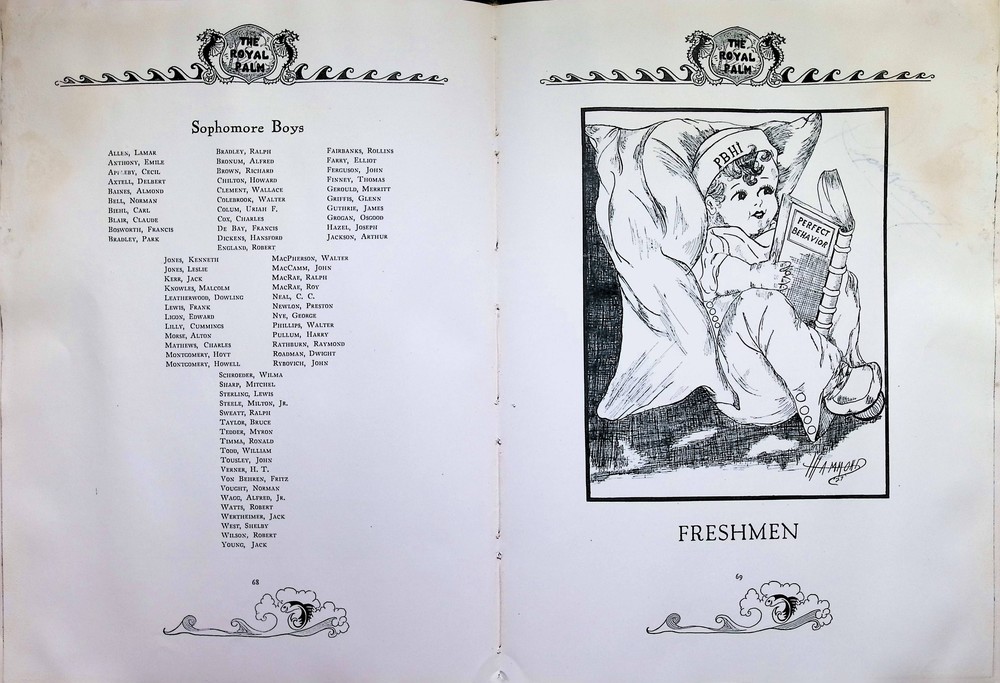 THE
ROYAL
PALM
Sophomore Boys
Allen, Lamar
Anthony, Emile
Appleby, Cecil
Axtell, Delbert
Baines, Almond
Bell, Norman
Biehl, Carl
Blair, Claude
Bosworth, Francis
Bradley, Park
Bradley, Ralph
Bronum, Alfred
Brown, Richard
Chilton, Howard
Clement, Wallace
Colebrook, Walter
Colum, Uriah F.
Cox, Charles
De Bay, Francis
Dickens, Hansford
England, Robert
Fairbanks, Rollins
Farry, Elliot
Ferguson, John
Finney, Thomas
Gerould, Merritt
Griffis, Glenn
Guthrie, James
Grogan, Osgood
Hazel, Joseph
Jackson, Arthur
Jones, Kenneth
Jones, Leslie
Kerr, Jack
Knowles, Malcolm
Leatherwood, Dowling
Lewis, Frank
Ligon, Edward
Lilly, Cummings
Morse, Alton
Mathews, Charles
Montgomery, Hoyt
Montgomery, Howell
MacPherson, Walter
MacCamm, John
MacRae, Ralph
MacRae, Roy
Neal, C. C.
Newlon, Preston
Nye, George
Phillips, Walter
Pullum, Harry
Rathburn, Raymond
Roadman, Dwight
Rybovich, John
Schroeder, Wilma
Sharp, Mitchel
Sterling, Lewis
Steele, Milton, Jr.
Sweatt, Ralph
Taylor, Bruce
Tedder, Myron
Timma, Ronald
Todd, William
Tousley, John
Verner, H. T.
Von Behren, Fritz
Vought, Norman
Wagg, Alfred, Jr.
Watts, Robert
Wertheimer, Jack
West, Shelby
Wilson, Robert
Young, Jack
68
THE
ROYAL
PALM
PBHI
PERFECT
BEHAVIOR
HAMMOND
27
FRESHMEN
69